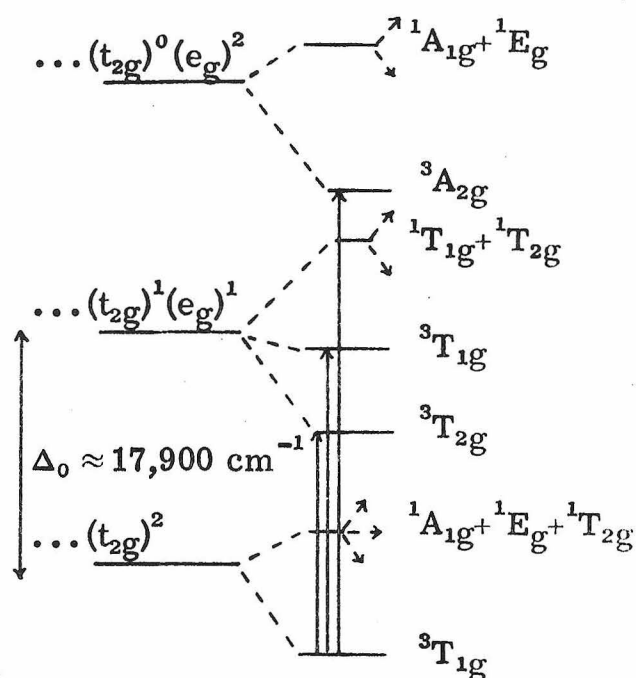 ...(t₂g)⁰(eg)² ¹A₁g+¹Eg
³A₂g
¹T₁g+¹T₂g
...(t₂g)¹(eg)¹
³T₁g
³T₂g
Δ₀ ≈ 17,900 cm⁻¹
...(t₂g)² ¹A₁g+¹Eg+¹T₂g
³T₁g